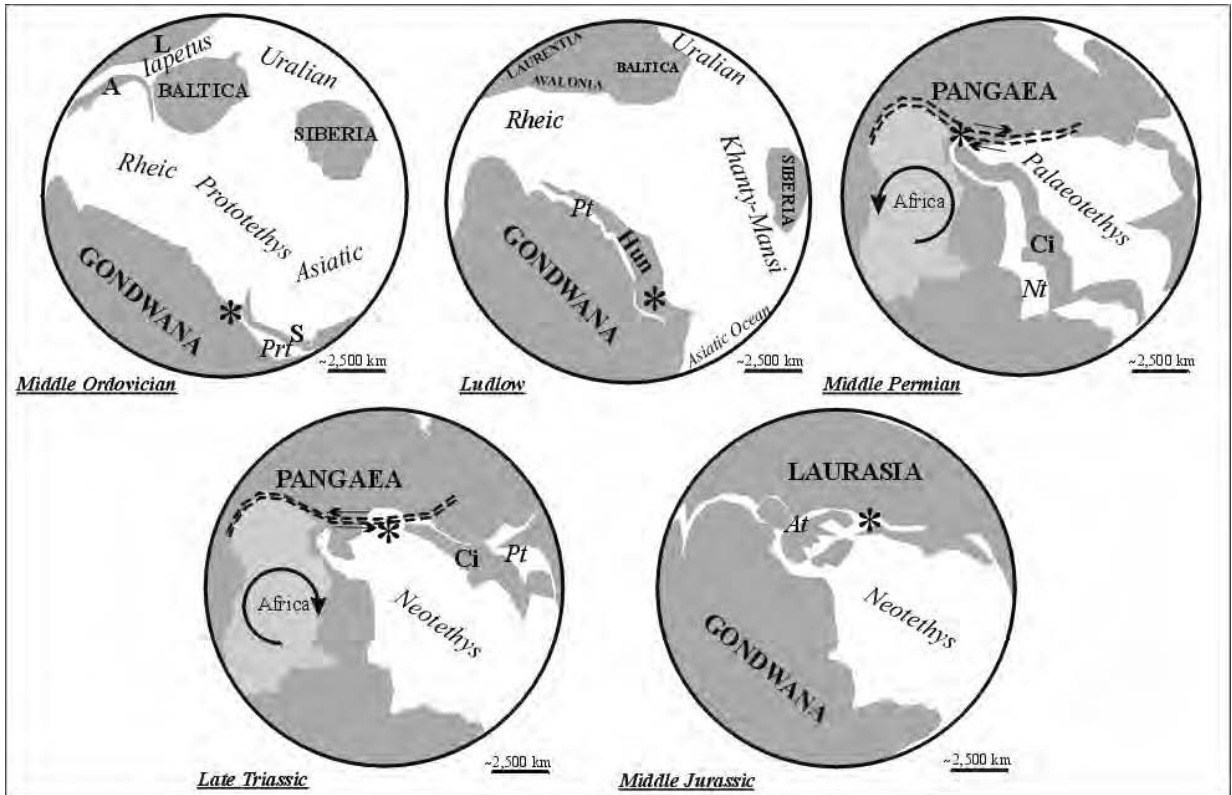 L
Iapetus
Uralian
A
BALTICA
SIBERIA
Rheic
Prototethys
Asiatic
GONDWANA
*
S
Prt
~2,500 km
Middle Ordovician
LAURENTIA
AVALONIA
BALTICA
Uralian
Rheic
Khanty-Mansi
SIBERIA
Pt
Hun
GONDWANA
*
Asiatic Ocean
~2,500 km
Ludlow
PANGAEA
*
Palaeotethys
Africa
Ci
Nt
~2,500 km
Middle Permian
PANGAEA
*
Ci
Pt
Africa
Neotethys
~2,500 km
Late Triassic
LAURASIA
At
*
Neotethys
GONDWANA
~2,500 km
Middle Jurassic